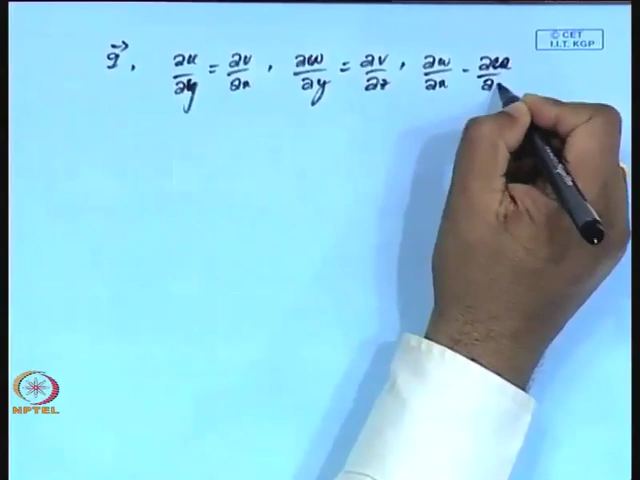 © CET
I.I.T. KGP
q⃗, ∂u/∂y = ∂v/∂x, ∂w/∂y = ∂v/∂z, ∂w/∂x - ∂u/∂
NPTEL